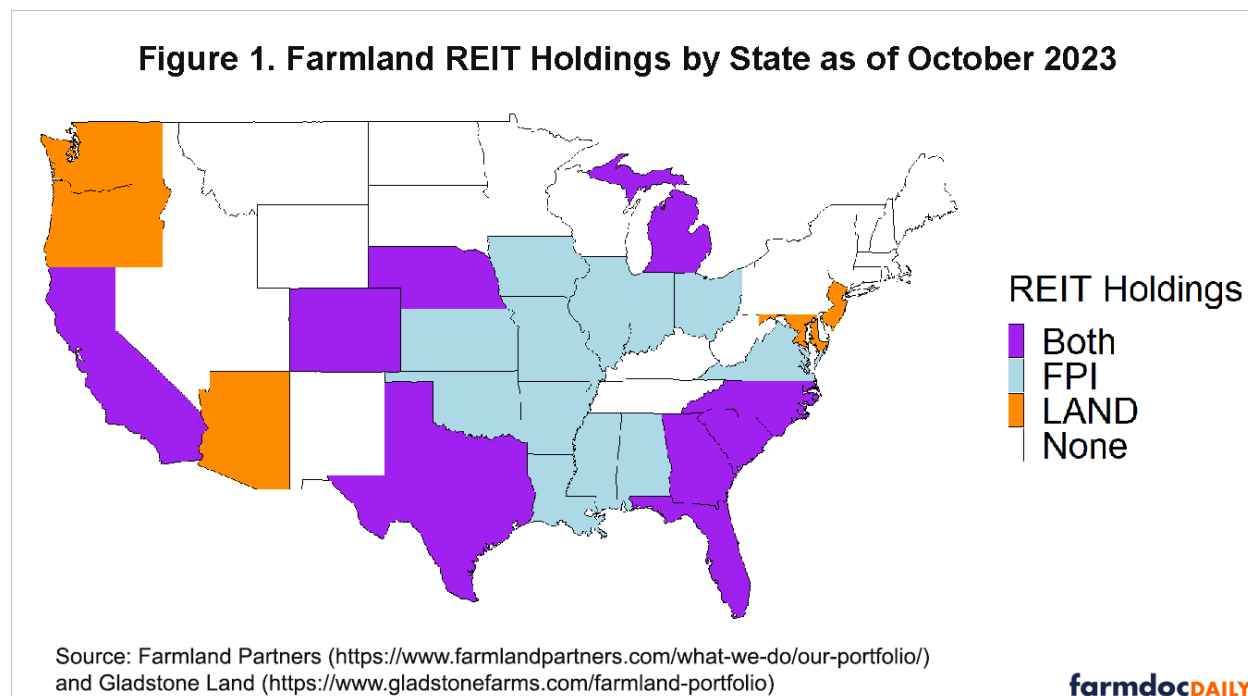 Figure 1. Farmland REIT Holdings by State as of October 2023
REIT Holdings
Both
FPI
LAND
None
Source: Farmland Partners (https://www.farmlandpartners.com/what-we-do/our-portfolio/)
and Gladstone Land (https://www.gladstonefarms.com/farmland-portfolio)
farmdocDAILY